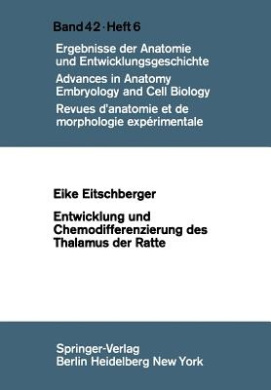 Band 42 · Heft 6
Ergebnisse der Anatomie
und Entwicklungsgeschichte
Advances in Anatomy
Embryology and Cell Biology
Revues d'anatomie et de
morphologie expérimentale
Eike Eitschberger
Entwicklung und
Chemodifferenzierung des
Thalamus der Ratte
Springer-Verlag
Berlin Heidelberg New York